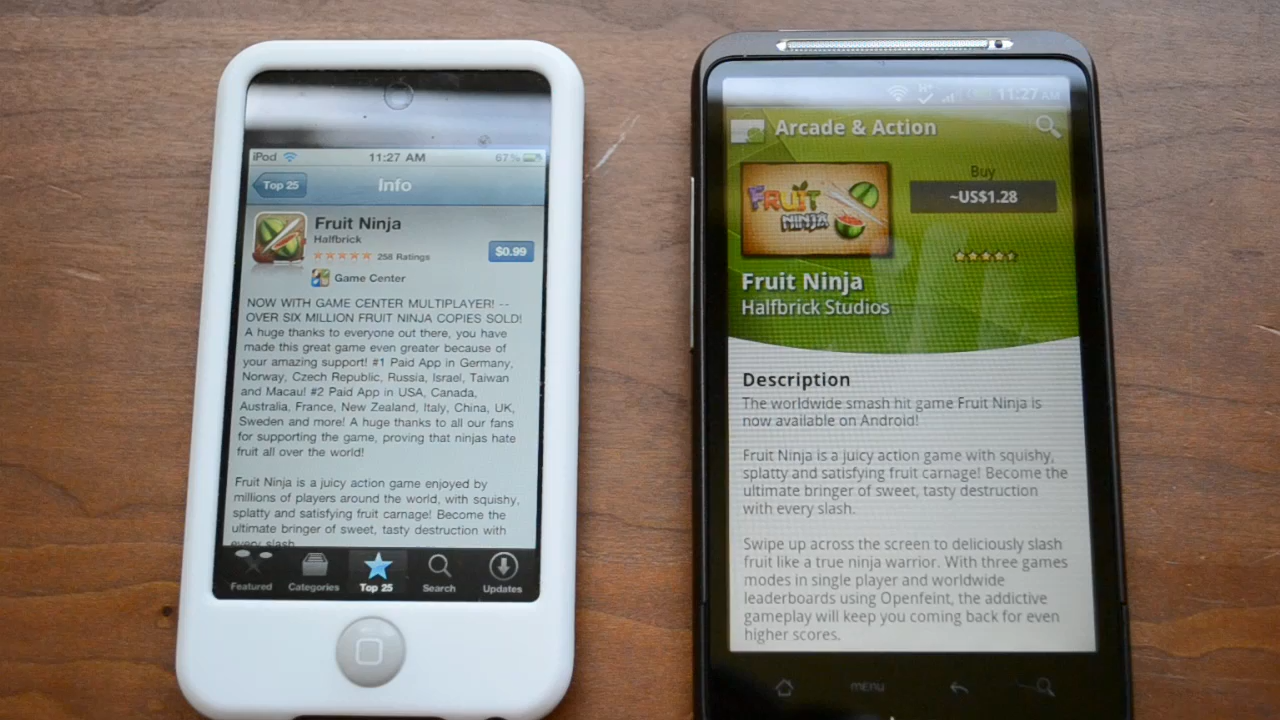 iPod
11:27 AM
67%
Top 25
Info
Fruit Ninja
Halfbrick
258 Ratings
$0.99
Game Center
NOW WITH GAME CENTER MULTIPLAYER! --
OVER SIX MILLION FRUIT NINJA COPIES SOLD!
A huge thanks to everyone out there, you have
made this great game even greater because of
your amazing support! #1 Paid App in Germany,
Norway, Czech Republic, Russia, Israel, Taiwan
and Macau! #2 Paid App in USA, Canada,
Australia, France, New Zealand, Italy, China, UK,
Sweden and more! A huge thanks to all our fans
for supporting the game, proving that ninjas hate
fruit all over the world!
Fruit Ninja is a juicy action game enjoyed by
millions of players around the world, with squishy,
splatty and satisfying fruit carnage! Become the
ultimate bringer of sweet, tasty destruction with
every slash.
Featured
Categories
Top 25
Search
Updates
11:27 AM
Arcade & Action
FRUIT
NINJA
Buy
~US$1.28
Fruit Ninja
Halfbrick Studios
Description
The worldwide smash hit game Fruit Ninja is
now available on Android!
Fruit Ninja is a juicy action game with squishy,
splatty and satisfying fruit carnage! Become the
ultimate bringer of sweet, tasty destruction
with every slash.
Swipe up across the screen to deliciously slash
fruit like a true ninja warrior. With three games
modes in single player and worldwide
leaderboards using Openfeint, the addictive
gameplay will keep you coming back for even
higher scores.
MENU